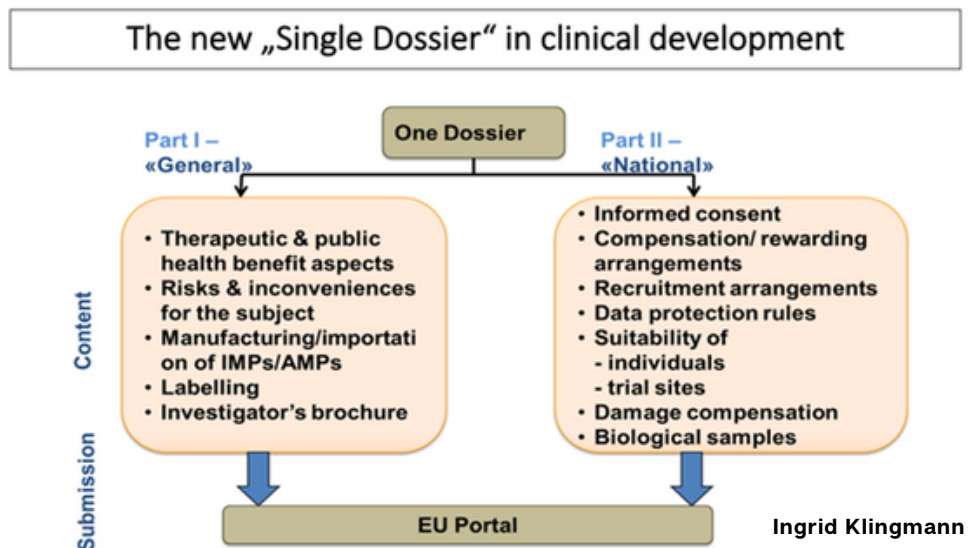 The new „Single Dossier“ in clinical development
One Dossier
Part I –
«General»
Part II –
«National»
Content
• Therapeutic & public
health benefit aspects
• Risks & inconveniences
for the subject
• Manufacturing/importati
on of IMPs/AMPs
• Labelling
• Investigator's brochure
• Informed consent
• Compensation/ rewarding
arrangements
• Recruitment arrangements
• Data protection rules
• Suitability of
- individuals
- trial sites
• Damage compensation
• Biological samples
Submission
EU Portal
Ingrid Klingmann